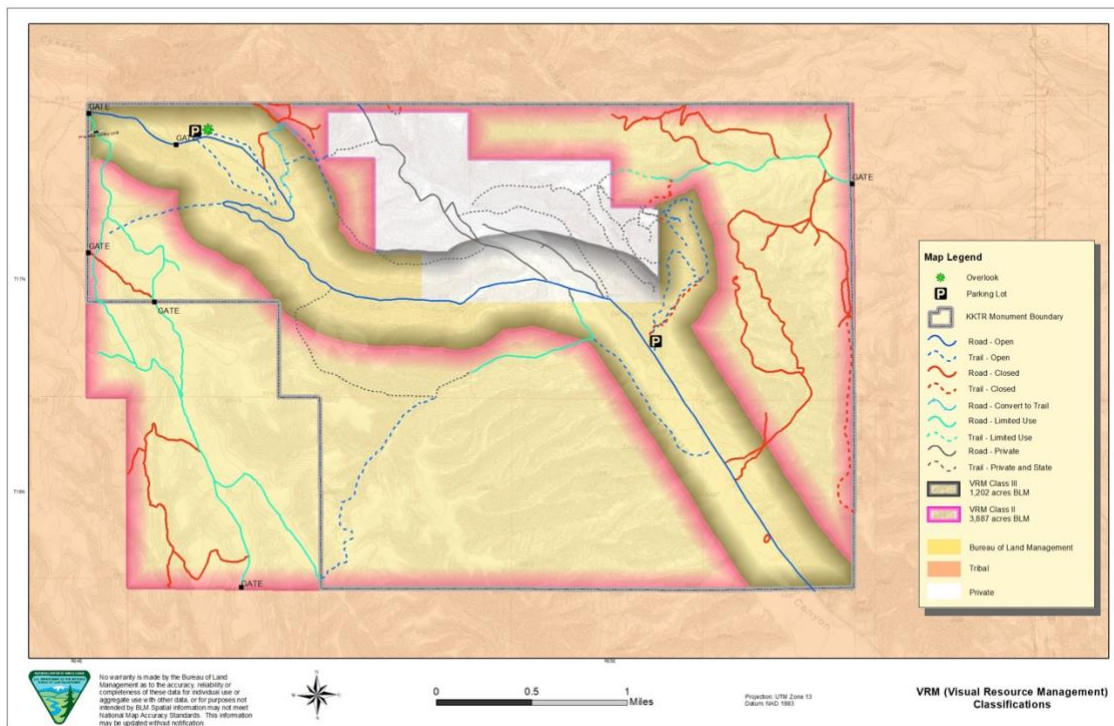 GATE
P
GATE
GATE
GATE
GATE
P
GATE
Map Legend
Overlook
P
Parking Lot
KKTR Monument Boundary
Road - Open
Trail - Open
Road - Closed
Trail - Closed
Road - Convert to Trail
Road - Limited Use
Trail - Limited Use
Road - Private
Trail - Private and State
VRM Class III
1,202 acres BLM
VRM Class II
3,887 acres BLM
Bureau of Land Management
Tribal
Private
Canyon
No warranty is made by the Bureau of Land
Management as to the accuracy, reliability or
completeness of these data for individual use or
aggregate use with other data, or for purposes not
intended by BLM. Spatial information may not meet
National Map Accuracy Standards. This information
may be updated without notification.
0 0.5 1
Miles
Projection: UTM Zone 13
Datum: NAD 1983
VRM (Visual Resource Management)
Classifications